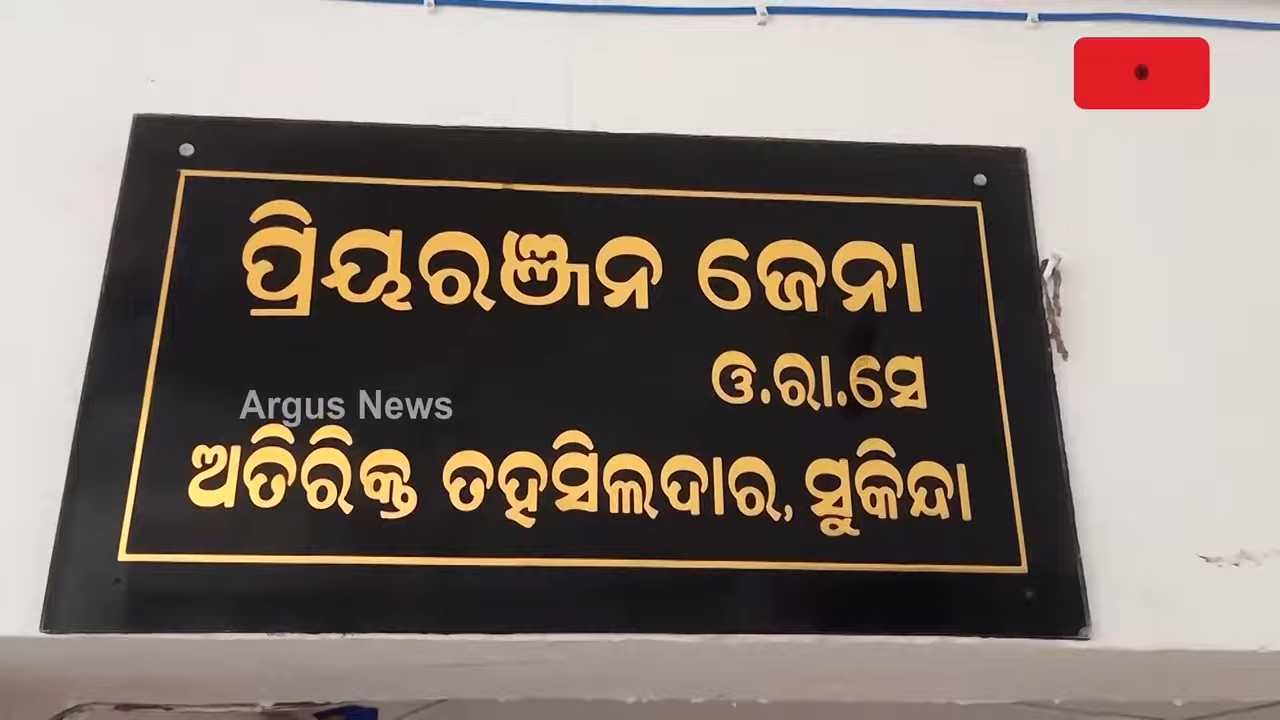 ପ୍ରିୟରଞ୍ଜନ ଜେନା
ଓ.ରା.ସେ
Argus News
ଅତିରିକ୍ତ ତହସିଲଦାର, ସୁକିନ୍ଦା